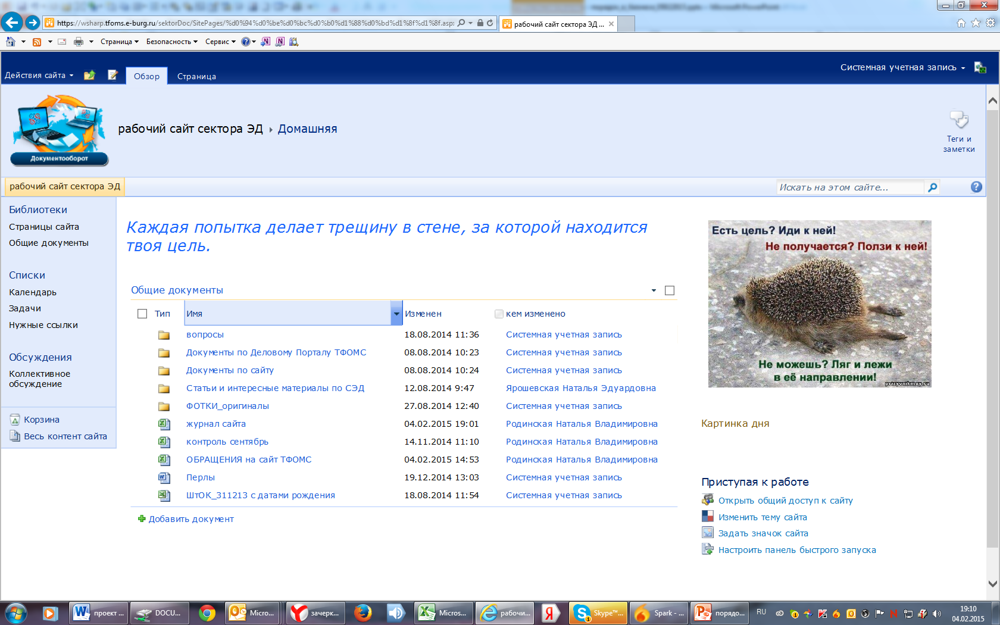 https://wsharp.tfoms.e-burg.ru/sektorDoc/SitePages/%d0%94%d0%be%d0%bc%d0%b0%d1%88%d0%bd%d1%8f%d1%8f.aspx
рабочий сайт сектора ЭД ...
Страница
Безопасность
Сервис
Действия сайта
Обзор
Страница
Системная учетная запись
Документооборот
рабочий сайт сектора ЭД
Домашняя
Теги и
заметки
рабочий сайт сектора ЭД
Искать на этом сайте...
Библиотеки
Страницы сайта
Общие документы
Списки
Календарь
Задачи
Нужные ссылки
Обсуждения
Коллективное
обсуждение
Корзина
Весь контент сайта
Каждая попытка делает трещину в стене, за которой находится
твоя цель.
Общие документы
Тип Имя Изменен кем изменено
вопросы 18.08.2014 11:36 Системная учетная запись
Документы по Деловому Порталу ТФОМС 08.08.2014 10:23 Системная учетная запись
Документы по сайту 08.08.2014 10:24 Системная учетная запись
Статьи и интересные материалы по СЭД 12.08.2014 9:47 Ярошевская Наталья Эдуардовна
ФОТКИ_оригиналы 27.08.2014 12:40 Системная учетная запись
журнал сайта 04.02.2015 19:01 Родинская Наталья Владимировна
контроль сентябрь 14.11.2014 11:10 Родинская Наталья Владимировна
ОБРАЩЕНИЯ на сайт ТФОМС 04.02.2015 14:53 Родинская Наталья Владимировна
Перлы 19.12.2014 13:03 Системная учетная запись
ШтОК_311213 с датами рождения 18.08.2014 11:54 Системная учетная запись
Добавить документ
Есть цель? Иди к ней!
Не получается? Ползи к ней!
Не можешь? Ляг и лежи
в её направлении!
prizyvnikmoy.ru
Картинка дня
Приступая к работе
Открыть общий доступ к сайту
Изменить тему сайта
Задать значок сайта
Настроить панель быстрого запуска
проект ...
DOCU...
Micro...
зачерк...
Micros...
рабочи...
Skype™...
Spark - ...
порядо...
RU
19:10
04.02.2015